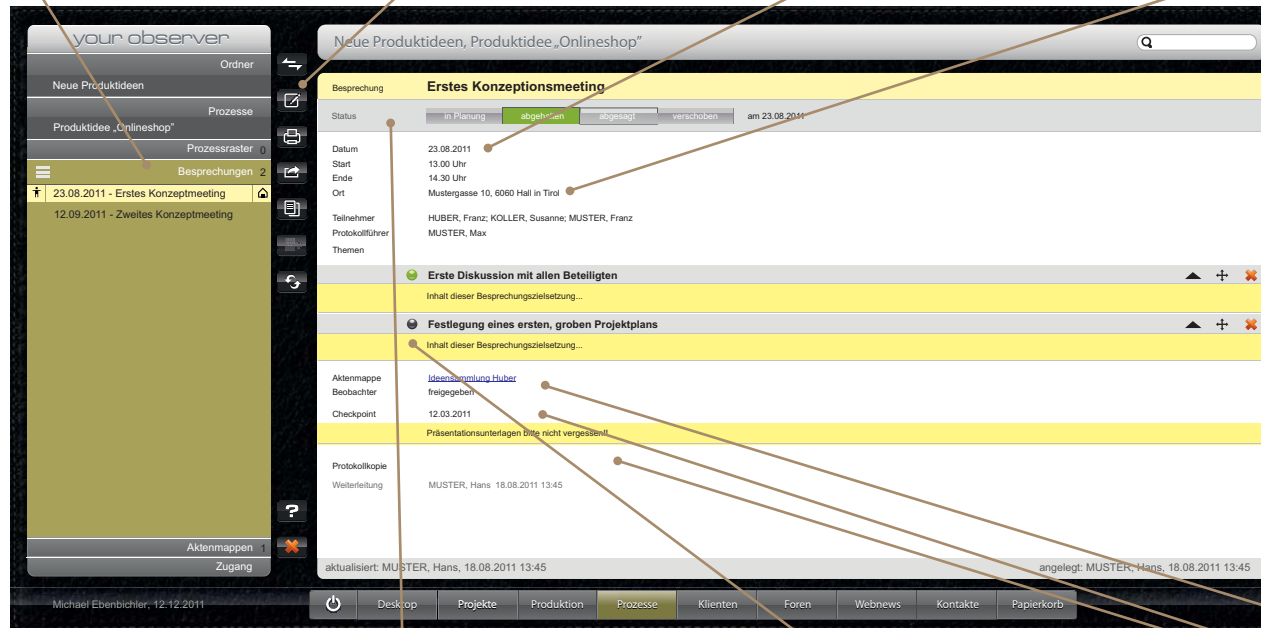 your observer
Ordner
Neue Produktideen
Prozesse
Produktidee „Onlineshop"
Prozessraster 0
Besprechungen 2
23.08.2011 - Erstes Konzeptmeeting
12.09.2011 - Zweites Konzeptmeeting
Aktenmappen 1
Zugang
?
Neue Produktideen, Produktidee „Onlineshop"
Besprechung Erstes Konzeptionsmeeting
Status in Planung abgehalten abgesagt verschoben am 23.08.2011
Datum 23.08.2011
Start 13.00 Uhr
Ende 14.30 Uhr
Ort Mustergasse 10, 6060 Hall in Tirol
Teilnehmer HUBER, Franz; KOLLER, Susanne; MUSTER, Franz
Protokollführer MUSTER, Max
Themen
Erste Diskussion mit allen Beteiligten
Inhalt dieser Besprechungszielsetzung...
Festlegung eines ersten, groben Projektplans
Inhalt dieser Besprechungszielsetzung...
Aktenmappe Ideensammlung Huber
Beobachter freigegeben
Checkpoint 12.03.2011
Präsentationsunterlagen bitte nicht vergessen!!
Protokollkopie
Weiterleitung MUSTER, Hans 18.08.2011 13:45
aktualisiert: MUSTER, Hans, 18.08.2011 13:45 angelegt: MUSTER, Hans, 18.08.2011 13:45
Michael Ebenbichler, 12.12.2011 Desktop Projekte Produktion Prozesse Klienten Foren Webnews Kontakte Papierkorb